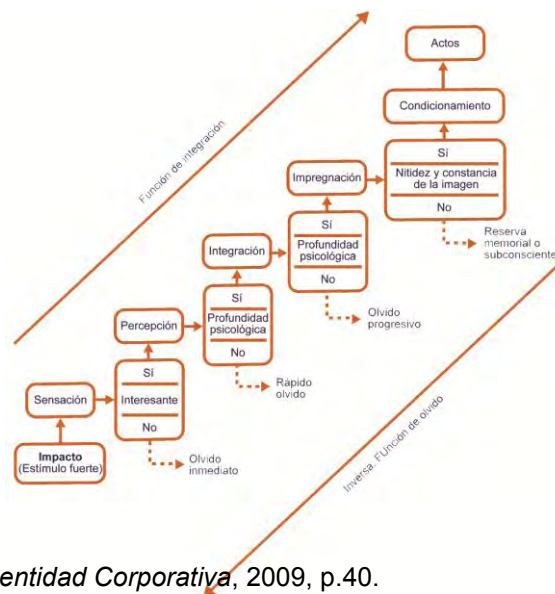 Actos
Condicionamiento
Sí
Nitidez y constancia
de la imagen
No
Reserva
memorial o
subconsciente
Función de integración
Impregnación
Sí
Profundidad
psicológica
No
Olvido
progresivo
Integración
Sí
Profundidad
psicológica
No
Rápido
olvido
Percepción
Sí
Interesante
No
Olvido
inmediato
Sensación
Impacto
(Estímulo fuerte)
Inversa. FUnción de olvido
entidad Corporativa, 2009, p.40.